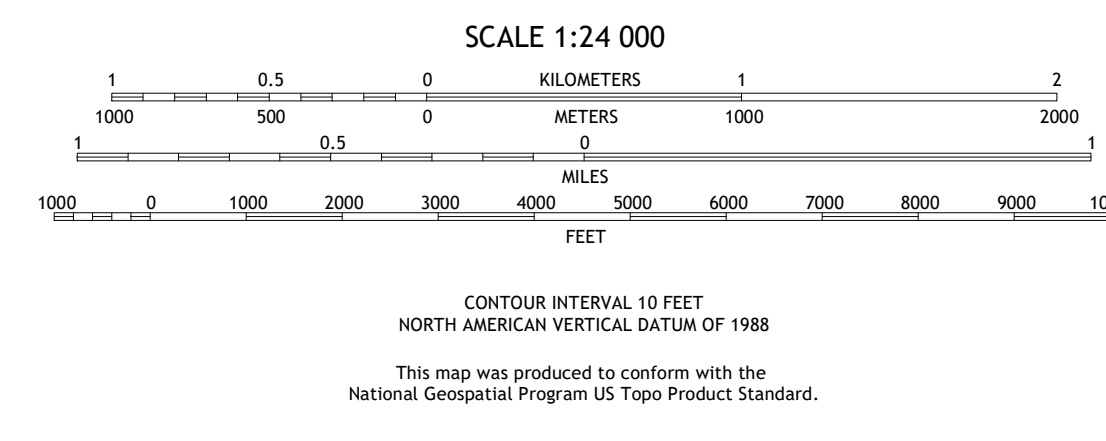 SCALE 1:24 000
1 0.5 0 KILOMETERS 1 2
1000 500 0 METERS 1000 2000
1 0.5 0 1
MILES
1000 0 1000 2000 3000 4000 5000 6000 7000 8000 9000
FEET
CONTOUR INTERVAL 10 FEET
NORTH AMERICAN VERTICAL DATUM OF 1988
This map was produced to conform with the
National Geospatial Program US Topo Product Standard.